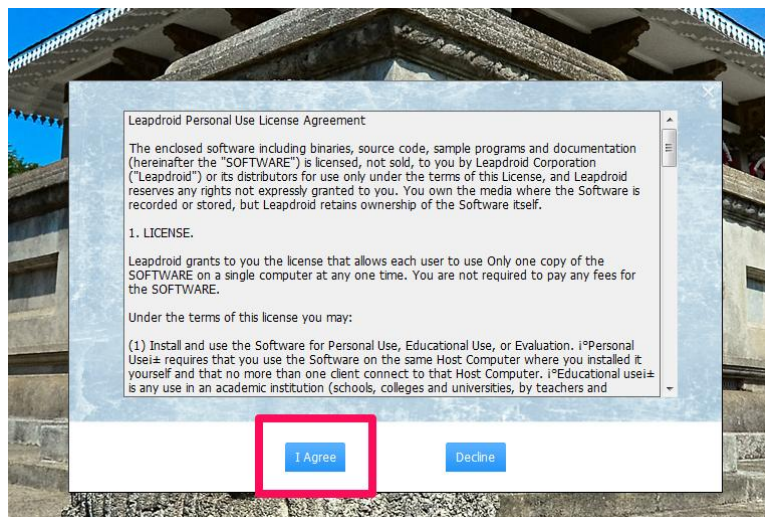 Leapdroid Personal Use License Agreement
The enclosed software including binaries, source code, sample programs and documentation
(hereinafter the "SOFTWARE") is licensed, not sold, to you by Leapdroid Corporation
("Leapdroid") or its distributors for use only under the terms of this License, and Leapdroid
reserves any rights not expressly granted to you. You own the media where the Software is
recorded or stored, but Leapdroid retains ownership of the Software itself.
1. LICENSE.
Leapdroid grants to you the license that allows each user to use Only one copy of the
SOFTWARE on a single computer at any one time. You are not required to pay any fees for
the SOFTWARE.
Under the terms of this license you may:
(1) Install and use the Software for Personal Use, Educational Use, or Evaluation. i°Personal
Usei± requires that you use the Software on the same Host Computer where you installed it
yourself and that no more than one client connect to that Host Computer. i°Educational usei±
is any use in an academic institution (schools, colleges and universities, by teachers and
I Agree
Decline